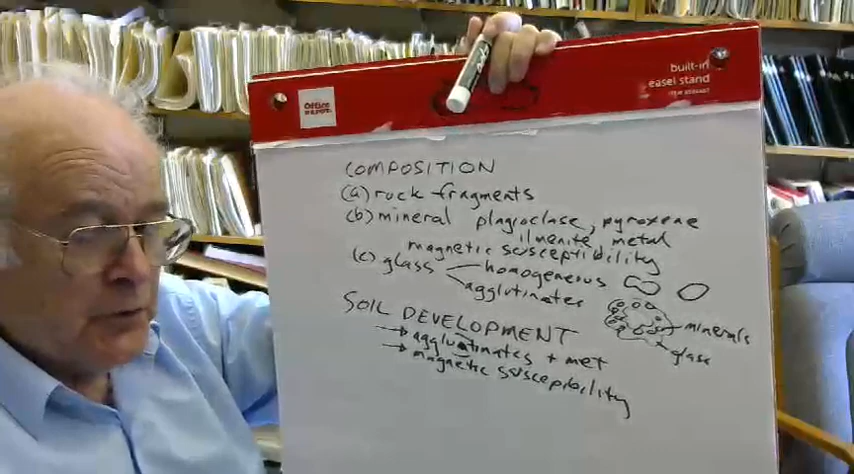 Office DEPOT
built-in
easel stand
COMPOSITION
(a) rock fragments
(b) mineral plagioclase, pyroxene
ilmenite, metal
magnetic susceptibility
(c) glass homogeneous
agglutinates
minerals
glass
SOIL DEVELOPMENT
→ agglutinates + met
→ magnetic susceptibility